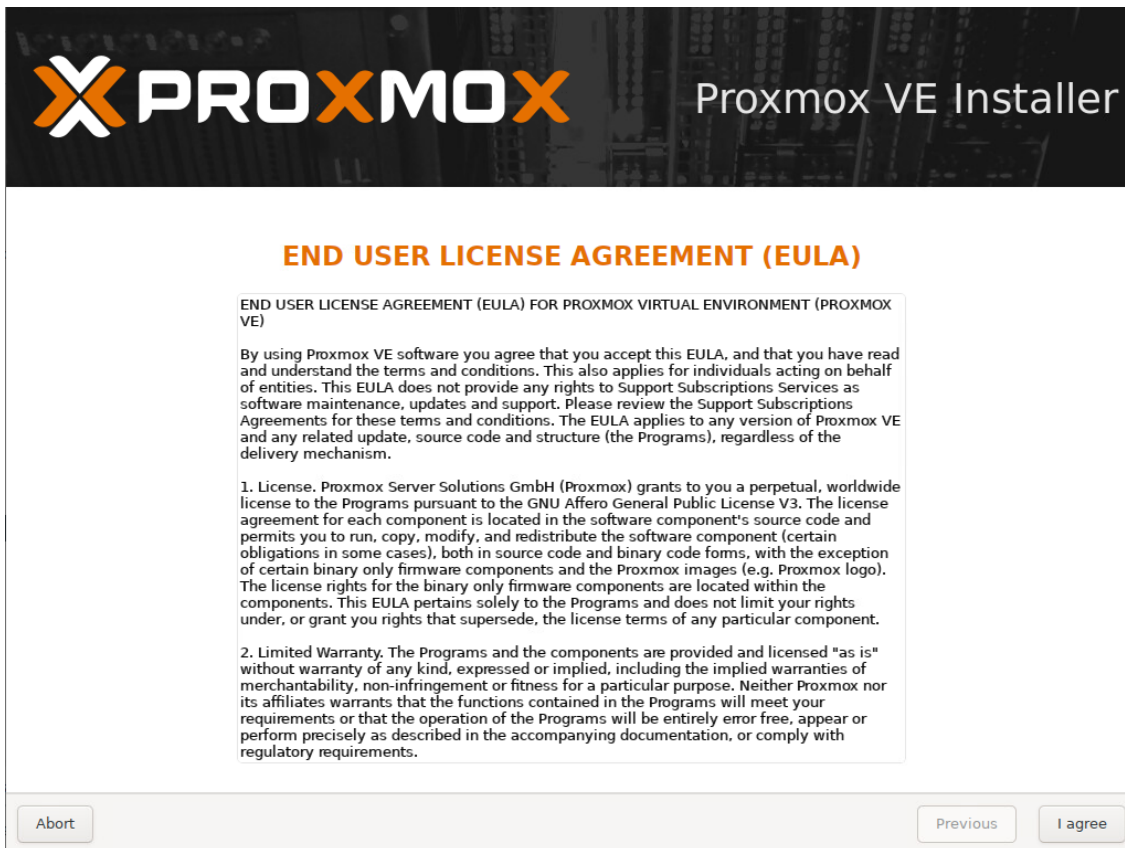 PROXMOX
Proxmox VE Installer
END USER LICENSE AGREEMENT (EULA)
END USER LICENSE AGREEMENT (EULA) FOR PROXMOX VIRTUAL ENVIRONMENT (PROXMOX
VE)
By using Proxmox VE software you agree that you accept this EULA, and that you have read
and understand the terms and conditions. This also applies for individuals acting on behalf
of entities. This EULA does not provide any rights to Support Subscriptions Services as
software maintenance, updates and support. Please review the Support Subscriptions
Agreements for these terms and conditions. The EULA applies to any version of Proxmox VE
and any related update, source code and structure (the Programs), regardless of the
delivery mechanism.
1. License. Proxmox Server Solutions GmbH (Proxmox) grants to you a perpetual, worldwide
license to the Programs pursuant to the GNU Affero General Public License V3. The license
agreement for each component is located in the software component's source code and
permits you to run, copy, modify, and redistribute the software component (certain
obligations in some cases), both in source code and binary code forms, with the exception
of certain binary only firmware components and the Proxmox images (e.g. Proxmox logo).
The license rights for the binary only firmware components are located within the
components. This EULA pertains solely to the Programs and does not limit your rights
under, or grant you rights that supersede, the license terms of any particular component.
2. Limited Warranty. The Programs and the components are provided and licensed "as is"
without warranty of any kind, expressed or implied, including the implied warranties of
merchantability, non-infringement or fitness for a particular purpose. Neither Proxmox nor
its affiliates warrants that the functions contained in the Programs will meet your
requirements or that the operation of the Programs will be entirely error free, appear or
perform precisely as described in the accompanying documentation, or comply with
regulatory requirements.
Abort
Previous
I agree